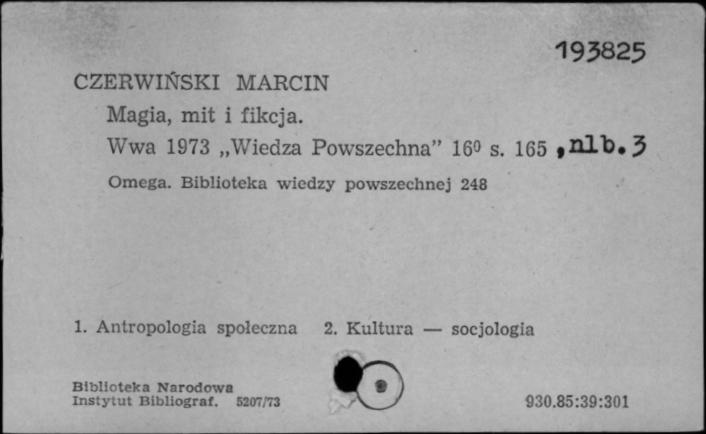 193825
CZERWIŃSKI MARCIN
Magia, mit i fikcja.
Wwa 1973 „Wiedza Powszechna” 16⁰ s. 165 , nlb. 3
Omega. Biblioteka wiedzy powszechnej 248
1. Antropologia społeczna 2. Kultura — socjologia
Biblioteka Narodowa
Instytut Bibliograf. 5207/73
930.85:39:301